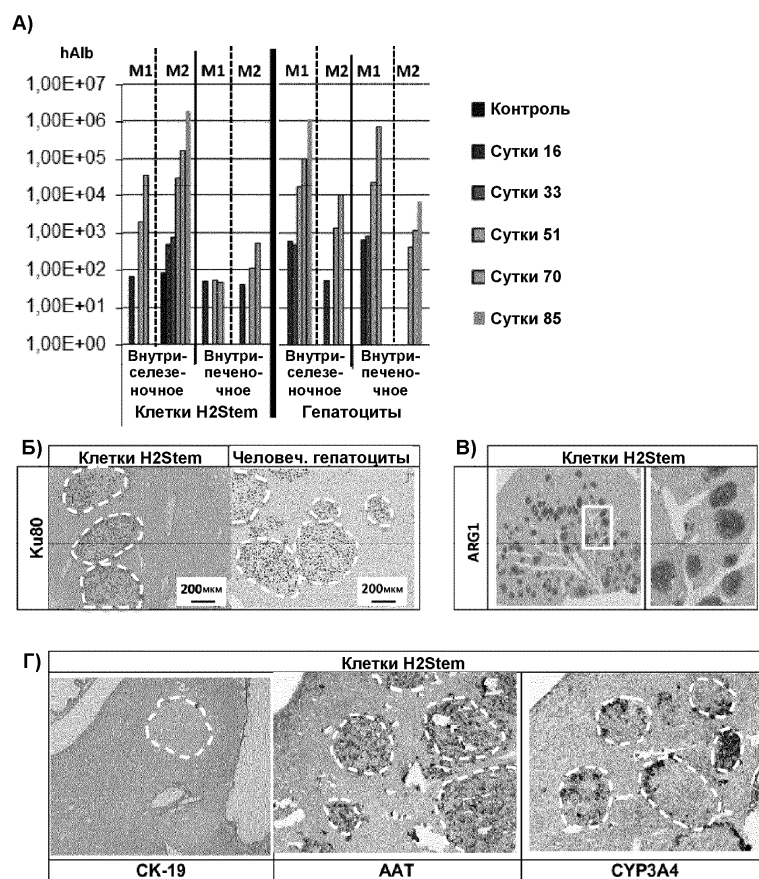 А)
hAlb
M1 M2 M1 M2 M1 M2 M1 M2
1,00E+07
1,00E+06
1,00E+05
1,00E+04
1,00E+03
1,00E+02
1,00E+01
1,00E+00
Контроль
Сутки 16
Сутки 33
Сутки 51
Сутки 70
Сутки 85
Внутри-
селезе-
ночное
Внутри-
печеноч-
чное
Внутри-
селезе-
ночное
Внутри-
печено-
чное
Клетки H2Stem
Гепатоциты
Б)
Клетки H2Stem
Человеч. гепатоциты
Ku80
200мкм
200мкм
В)
Клетки H2Stem
ARG1
Г)
Клетки H2Stem
CK-19
AAT
CYP3A4